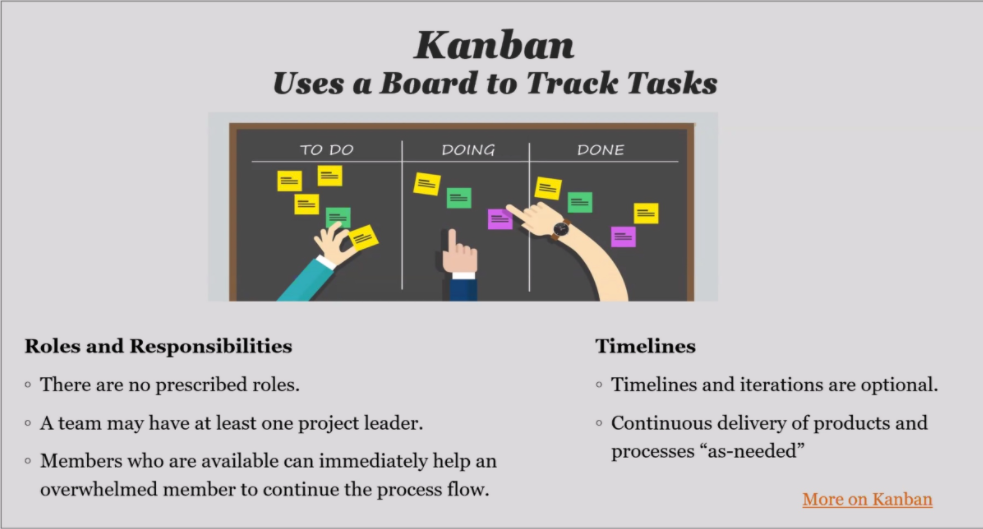 Kanban
Uses a Board to Track Tasks
TO DO
DOING
DONE
Roles and Responsibilities
◦ There are no prescribed roles.
◦ A team may have at least one project leader.
◦ Members who are available can immediately help an
overwhelmed member to continue the process flow.
Timelines
◦ Timelines and iterations are optional.
◦ Continuous delivery of products and
processes “as-needed”
More on Kanban